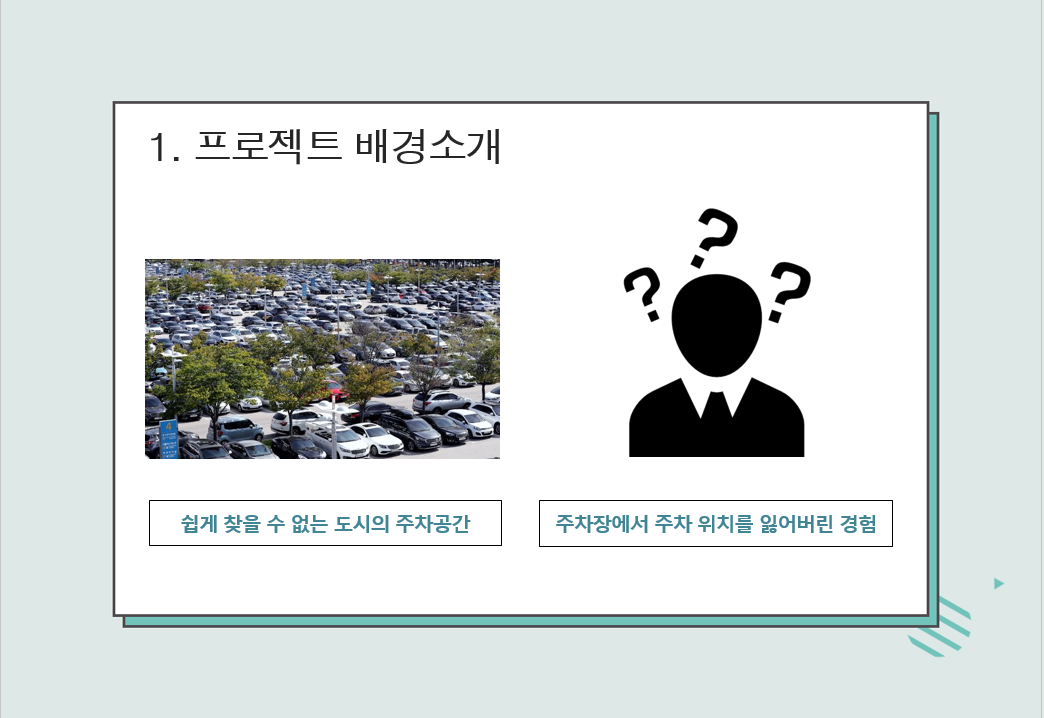 1. 프로젝트 배경소개
?
?
?
4
쉽게 찾을 수 없는 도시의 주차공간
주차장에서 주차 위치를 잃어버린 경험